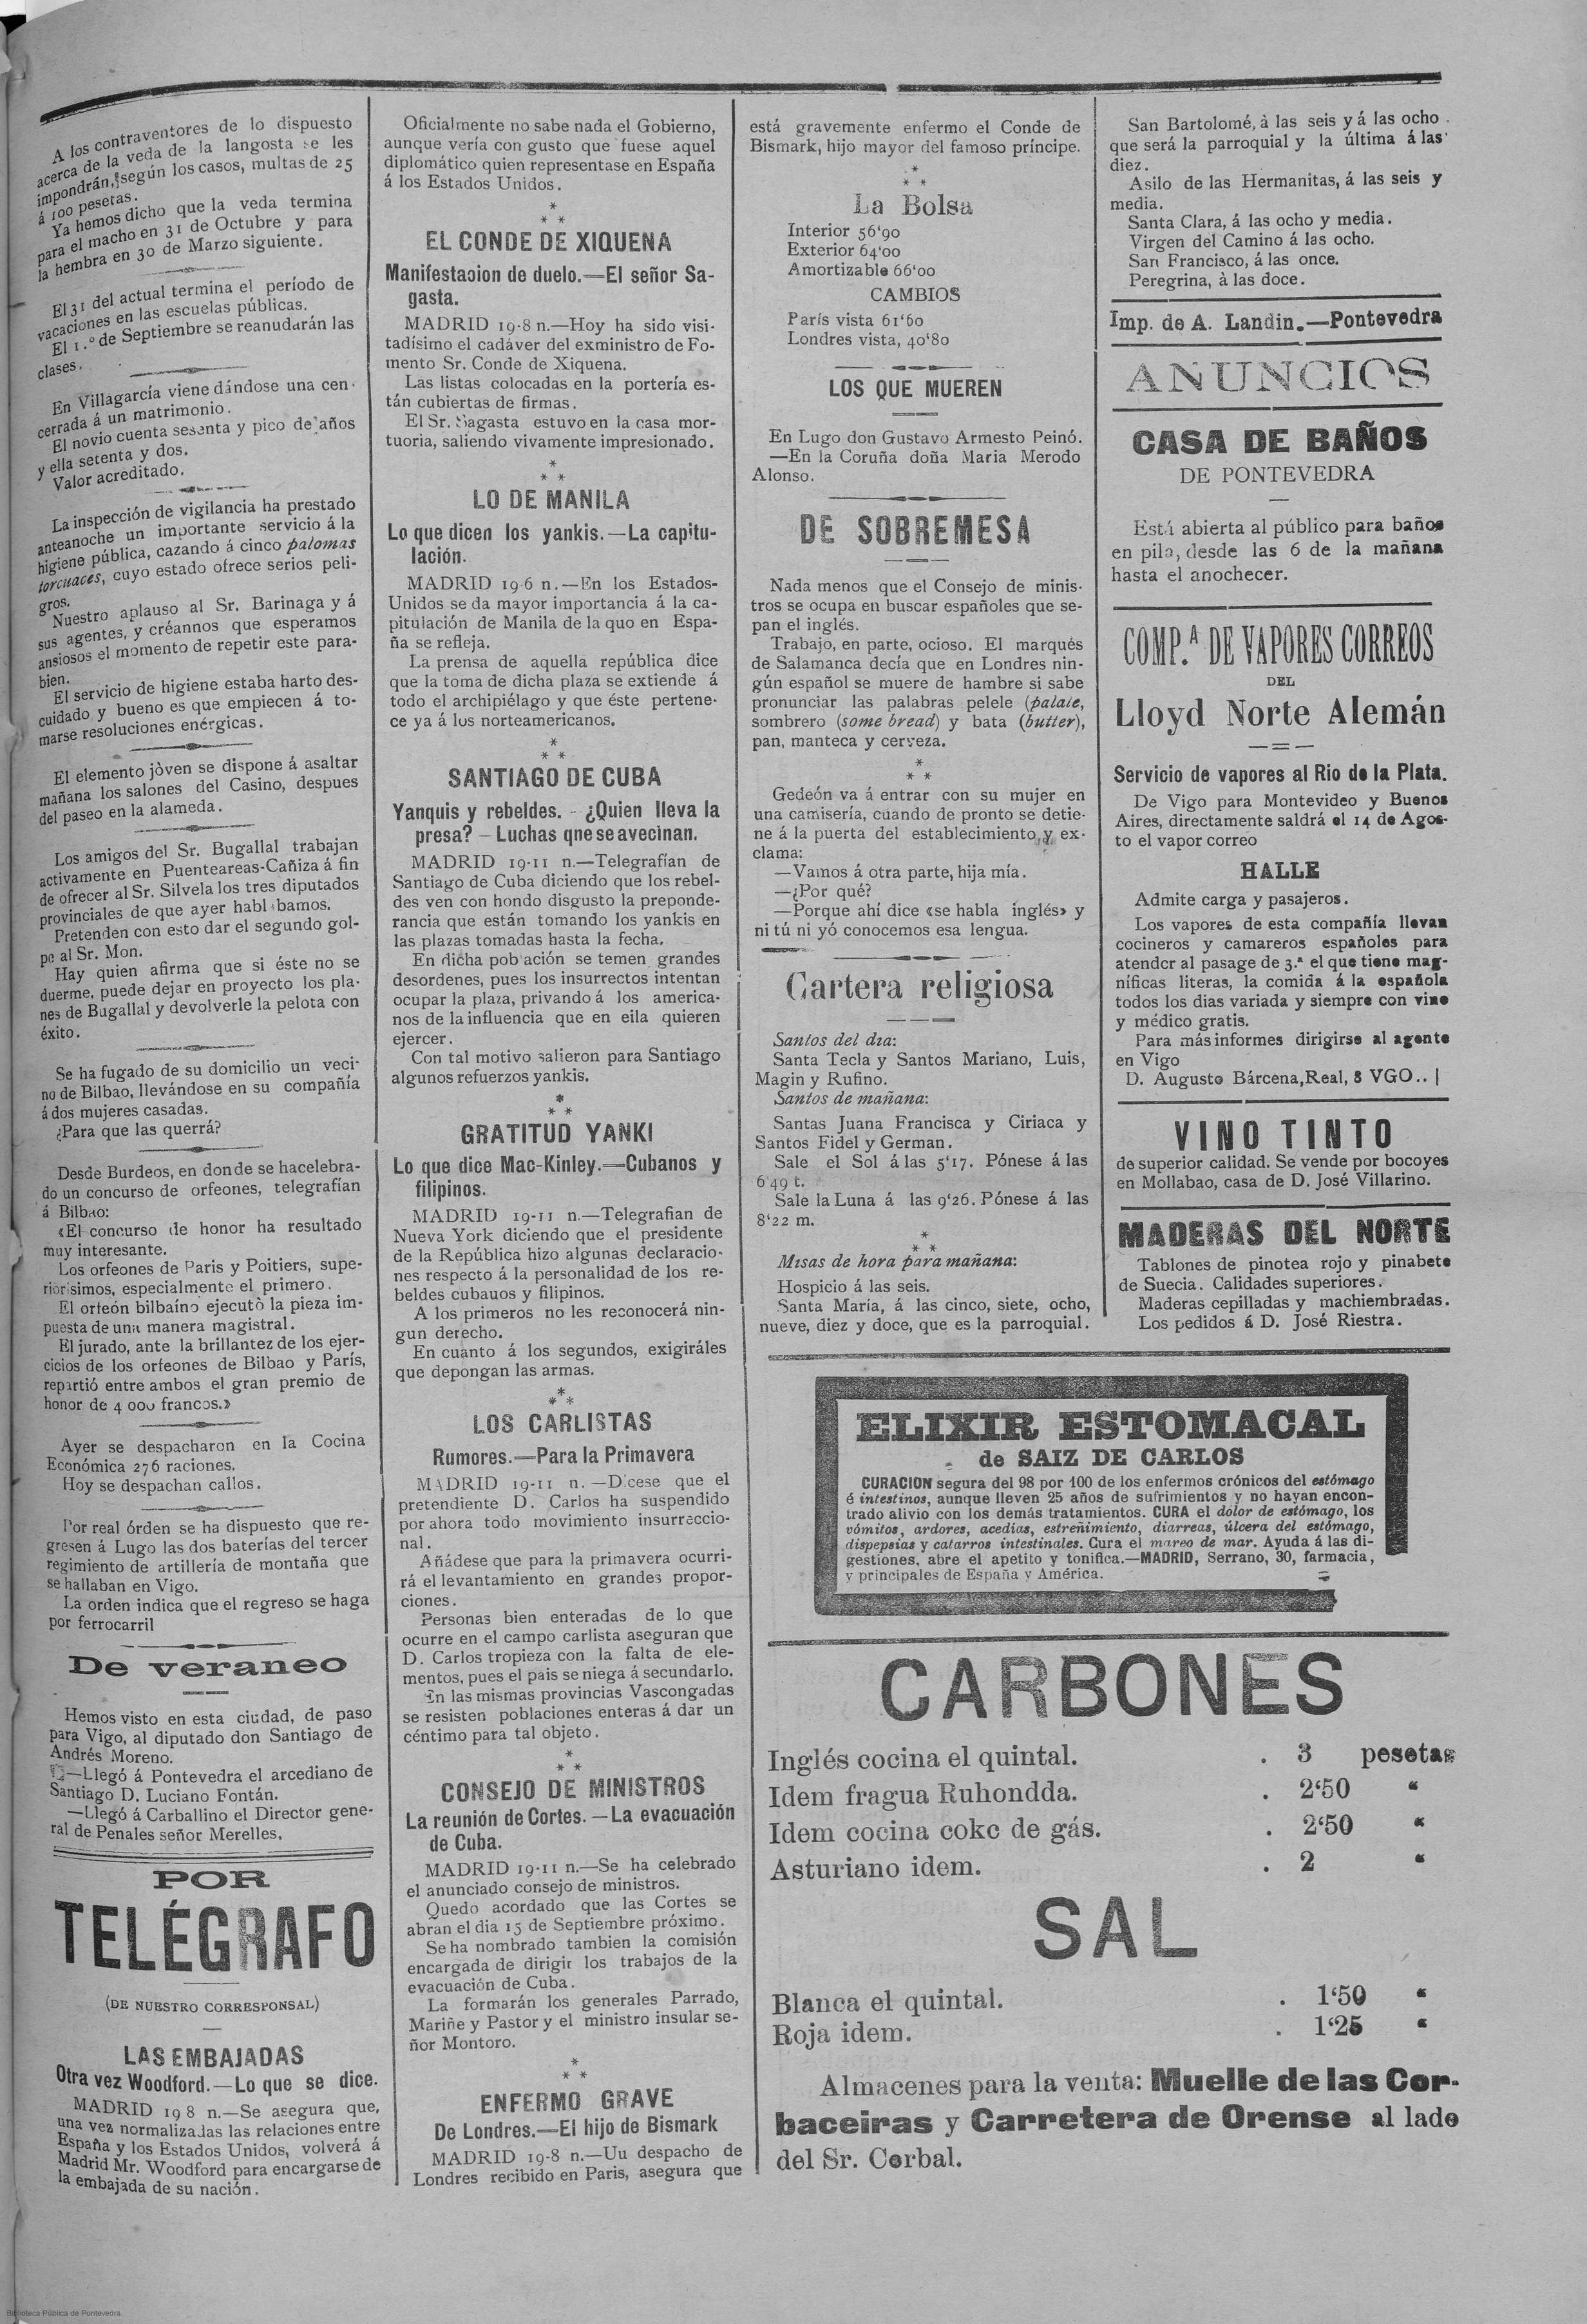 A los contraventores de lo dispuesto
acerca de la veda de la langosta se les
impondrán, según los casos, multas de 25
á 100 pesetas.
Ya hemos dicho que la veda termina
para el macho en 31 de Octubre y para
la hembra en 30 de Marzo siguiente.
El 31 del actual termina el período de
vacaciones en las escuelas públicas.
El 1.º de Septiembre se reanudarán las
clases.
En Villagarcía viene dándose una cen-
cerrada á un matrimonio.
El novio cuenta sesenta y pico de años
y ella setenta y dos.
Valor acreditado.
La inspección de vigilancia ha prestado
anteanoche un importante servicio á la
higiene pública, cazando á cinco palomas
torcuaces, cuyo estado ofrece serios peli-
gros.
Nuestro aplauso al Sr. Barinaga y á
sus agentes, y créannos que esperamos
ansiosos el momento de repetir este para-
bien.
El servicio de higiene estaba harto des-
cuidado y bueno es que empiecen á to-
marse resoluciones enérgicas.
El elemento jòven se dispone á asaltar
mañana los salones del Casino, despues
del paseo en la alameda.
Los amigos del Sr. Bugallal trabajan
activamente en Puenteareas-Cañiza á fin
de ofrecer al Sr. Silvela los tres diputados
provinciales de que ayer habl bamos.
Pretenden con esto dar el segundo gol-
pe al Sr. Mon.
Hay quien afirma que si éste no se
duerme, puede dejar en proyecto los pla-
nes de Bugallal y devolverle la pelota con
éxito.
Se ha fugado de su domicilio un veci-
no de Bilbao, llevándose en su compañía
á dos mujeres casadas.
¿Para que las querrá?
Desde Burdeos, en donde se hacelebra-
do un concurso de orfeones, telegrafían
á Bilbao:
«El concurso de honor ha resultado
muy interesante.
Los orfeones de Paris y Poitiers, supe-
riorísimos, especialmente el primero.
El orfeón bilbaíno ejecutò la pieza im-
puesta de una manera magistral.
El jurado, ante la brillantez de los ejer-
cicios de los orfeones de Bilbao y París,
repartió entre ambos el gran premio de
honor de 4 000 francos.»
Ayer se despacharon en la Cocina
Económica 276 raciones.
Hoy se despachan callos.
Por real órden se ha dispuesto que re-
gresen á Lugo las dos baterías del tercer
regimiento de artillería de montaña que
se hallaban en Vigo.
La orden indica que el regreso se haga
por ferrocarril
De veraneo
Hemos visto en esta ciudad, de paso
para Vigo, al diputado don Santiago de
Andrés Moreno.
—Llegó á Pontevedra el arcediano de
Santiago D. Luciano Fontán.
—Llegó á Carballino el Director gene-
ral de Penales señor Merelles.
POR
TELÉGRAFO
(DE NUESTRO CORRESPONSAL)
LAS EMBAJADAS
Otra vez Woodford.—Lo que se dice.
MADRID 19 8 n.—Se asegura que,
una vez normalizadas las relaciones entre
España y los Estados Unidos, volverá á
Madrid Mr. Woodford para encargarse de
la embajada de su nación.
Oficialmente no sabe nada el Gobierno,
aunque vería con gusto que fuese aquel
diplomático quien representase en España
á los Estados Unidos.
*
* *
EL CONDE DE XIQUENA
Manifestacion de duelo.—El señor Sa-
gasta.
MADRID 19-8 n.—Hoy ha sido visi-
tadísimo el cadáver del exministro de Fo-
mento Sr. Conde de Xiquena.
Las listas colocadas en la portería es-
tán cubiertas de firmas.
El Sr. Sagasta estuvo en la casa mor-
tuoria, saliendo vivamente impresionado.
*
* *
LO DE MANILA
Lo que dicen los yankis.—La capitu-
lación.
MADRID 19 6 n.—En los Estados-
Unidos se da mayor importancia á la ca-
pitulación de Manila de la quo en Espa-
ña se refleja.
La prensa de aquella república dice
que la toma de dicha plaza se extiende á
todo el archipiélago y que éste pertene-
ce ya á los norteamericanos.
*
* *
SANTIAGO DE CUBA
Yanquis y rebeldes. - ¿Quien lleva la
presa? – Luchas qne se avecinan.
MADRID 19-11 n.—Telegrafían de
Santiago de Cuba diciendo que los rebel-
des ven con hondo disgusto la preponde-
rancia que están tomando los yankis en
las plazas tomadas hasta la fecha.
En dicha pob ación se temen grandes
desordenes, pues los insurrectos intentan
ocupar la plaza, privando á los america-
nos de la influencia que en eila quieren
ejercer.
Con tal motivo salieron para Santiago
algunos refuerzos yankis.
*
* *
GRATITUD YANKI
Lo que dice Mac-Kinley.—Cubanos y
filipinos.
MADRID 19-11 n.—Telegrafian de
Nueva York diciendo que el presidente
de la República hizo algunas declaracio-
nes respecto á la personalidad de los re-
beldes cubauos y filipinos.
A los primeros no les reconocerá nin-
gun derecho.
En cuanto á los segundos, exigiráles
que depongan las armas.
*
* *
LOS CARLISTAS
Rumores.—Para la Primavera
MADRID 19-11 n.—Dícese que el
pretendiente D. Carlos ha suspendido
por ahora todo movimiento insurreccio-
nal.
Añádese que para la primavera ocurri-
rá el levantamiento en grandes propor-
ciones.
Personas bien enteradas de lo que
ocurre en el campo carlista aseguran que
D. Carlos tropieza con la falta de ele-
mentos, pues el pais se niega á secundarlo.
En las mismas provincias Vascongadas
se resisten poblaciones enteras á dar un
céntimo para tal objeto.
*
* *
CONSEJO DE MINISTROS
La reunión de Cortes. — La evacuación
de Cuba.
MADRID 19-11 n.—Se ha celebrado
el anunciado consejo de ministros.
Quedo acordado que las Cortes se
abran el dia 15 de Septiembre próximo.
Se ha nombrado tambien la comisión
encargada de dirigir los trabajos de la
evacuación de Cuba.
La formarán los generales Parrado,
Mariñe y Pastor y el ministro insular se-
ñor Montoro.
*
* *
ENFERMO GRAVE
De Londres.—El hijo de Bismark
MADRID 19-8 n.—Uu despacho de
Londres recibido en Paris, asegura que
está gravemente enfermo el Conde de
Bismark, hijo mayor del famoso príncipe.
*
* *
La Bolsa
Interior 56'90
Exterior 64'00
Amortizable 66'00
CAMBIOS
París vista 61'60
Londres vista, 40'80
LOS QUE MUEREN
En Lugo don Gustavo Armesto Peinó.
—En la Coruña doña Maria Merodo
Alonso.
DE SOBREMESA
Nada menos que el Consejo de minis-
tros se ocupa en buscar españoles que se-
pan el inglés.
Trabajo, en parte, ocioso. El marqués
de Salamanca decía que en Londres nin-
gún español se muere de hambre si sabe
pronunciar las palabras pelele (palale,
sombrero (some bread) y bata (butter),
pan, manteca y cerveza.
*
* *
Gedeón va á entrar con su mujer en
una camisería, cuando de pronto se detie-
ne á la puerta del establecimiento y ex-
clama:
—Vamos á otra parte, hija mía.
—¿Por qué?
—Porque ahí dice «se habla inglés» y
ni tú ni yó conocemos esa lengua.
Cartera religiosa
Santos del dia:
Santa Tecla y Santos Mariano, Luis,
Magin y Rufino.
Santos de mañana:
Santas Juana Francisca y Ciriaca y
Santos Fidel y German.
Sale el Sol á las 5'17. Pónese á las
6 49 t.
Sale la Luna á las 9'26. Pónese á las
8'22 m.
*
* *
Misas de hora para mañana:
Hospicio á las seis.
Santa María, á las cinco, siete, ocho,
nueve, diez y doce, que es la parroquial.
San Bartolomé, à las seis y á las ocho
que será la parroquial y la última á las
diez.
Asilo de las Hermanitas, á las seis y
media.
Santa Clara, á las ocho y media.
Virgen del Camino á las ocho.
San Francisco, á las once.
Peregrina, à las doce.
Imp. de A. Landin.—Pontevedra
ANUNCIOS
CASA DE BAÑOS
DE PONTEVEDRA
Está abierta al público para baños
en pila, desde las 6 de la mañana
hasta el anochecer.
COMP.A DE VAPORES CORREOS
DEL
Lloyd Norte Alemán
Servicio de vapores al Rio de la Plata.
De Vigo para Montevideo y Buenos
Aires, directamente saldrá el 14 de Agos-
to el vapor correo
HALLE
Admite carga y pasajeros.
Los vapores de esta compañía llevan
cocineros y camareros españoles para
atender al pasage de 3.ª el que tiene mag-
níficas literas, la comida á la española
todos los dias variada y siempre con vino
y médico gratis.
Para más informes dirigirse al agente
en Vigo
D. Augusto Bárcena, Real, 8 VGO.. |
VINO TINTO
de superior calidad. Se vende por bocoyes
en Mollabao, casa de D. José Villarino.
MADERAS DEL NORTE
Tablones de pinotea rojo y pinabete
de Suecia. Calidades superiores.
Maderas cepilladas y machiembradas.
Los pedidos á D. José Riestra.
ELIXIR ESTOMACAL
de SAIZ DE CARLOS
CURACION segura del 98 por 100 de los enfermos crónicos del estómago
é intestinos, aunque lleven 25 años de sufrimientos y no hayan encon-
trado alivio con los demás tratamientos. CURA el dolor de estómago, los
vómitos, ardores, acedías, estreñimiento, diarreas, úlcera del estómago,
dispepsias y catarros intestinales. Cura el mareo de mar. Ayuda á las di-
gestiones, abre el apetito y tonifica.—MADRID, Serrano, 30, farmacia,
y principales de España y América.
CARBONES
Inglés cocina el quintal. . 3 pesetas
Idem fragua Ruhondda. . 2'50 "
Idem cocina cokc de gás. . 2'50 "
Asturiano idem. . 2 "
SAL
Blanca el quintal. . 1'50 "
Roja idem. . 1'25 "
Almacenes para la venta: Muelle de las Cor-
baceiras y Carretera de Orense al lado
del Sr. Corbal.
Biblioteca Pública de Pontevedra